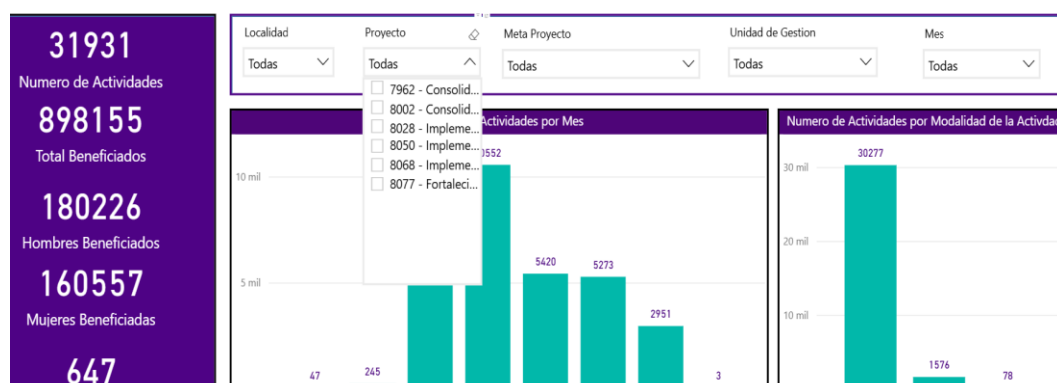 31931
Numero de Actividades
898155
Total Beneficiados
180226
Hombres Beneficiados
160557
Mujeres Beneficiadas
647
Localidad
Todas
Proyecto
Todas
7962 - Consolid...
8002 - Consolid...
8028 - Impleme...
8050 - Impleme...
8068 - Impleme...
8077 - Fortaleci...
Meta Proyecto
Todas
Unidad de Gestion
Todas
Mes
Todas
Actividades por Mes
10 mil
5 mil
47
245
0552
5420
5273
2951
3
Numero de Actividades por Modalidad de la Activdad
30 mil
20 mil
10 mil
30277
1576
78